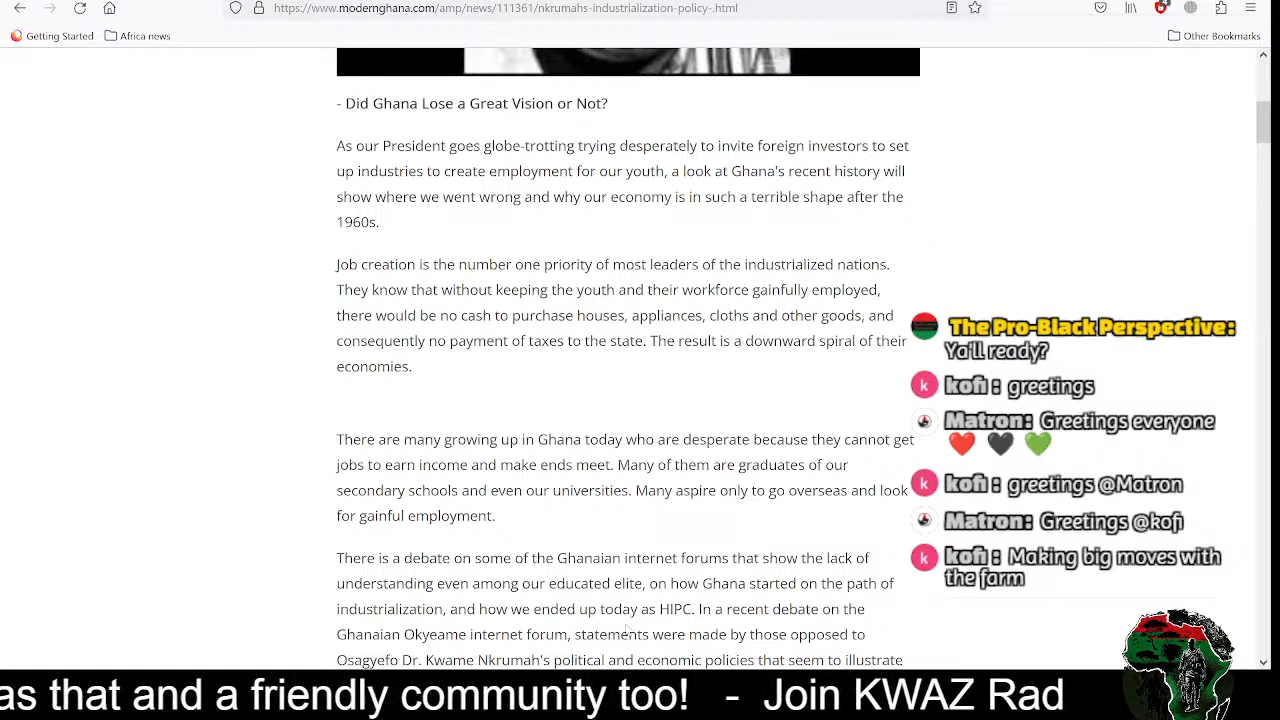 https://www.modernghana.com/amp/news/111361/nkrumahs-industrialization-policy-.html
4
Getting Started
Africa news
Other Bookmarks
- Did Ghana Lose a Great Vision or Not?
As our President goes globe-trotting trying desperately to invite foreign investors to set
up industries to create employment for our youth, a look at Ghana's recent history will
show where we went wrong and why our economy is in such a terrible shape after the
1960s.
Job creation is the number one priority of most leaders of the industrialized nations.
They know that without keeping the youth and their workforce gainfully employed,
there would be no cash to purchase houses, appliances, cloths and other goods, and
consequently no payment of taxes to the state. The result is a downward spiral of their
economies.
There are many growing up in Ghana today who are desperate because they cannot get
jobs to earn income and make ends meet. Many of them are graduates of our
secondary schools and even our universities. Many aspire only to go overseas and look
for gainful employment.
There is a debate on some of the Ghanaian internet forums that show the lack of
understanding even among our educated elite, on how Ghana started on the path of
industrialization, and how we ended up today as HIPC. In a recent debate on the
Ghanaian Okyeame internet forum, statements were made by those opposed to
Osagyefo Dr. Kwame Nkrumah's political and economic policies that seem to illustrate
The Pro-Black Perspective:
Ya'll ready?
k
kofi : greetings
Matron: Greetings everyone
❤️ 🖤 💚
k
kofi : greetings @Matron
Matron: Greetings @kofi
k
kofi : Making big moves with
the farm
as that and a friendly community too! - Join KWAZ Rad